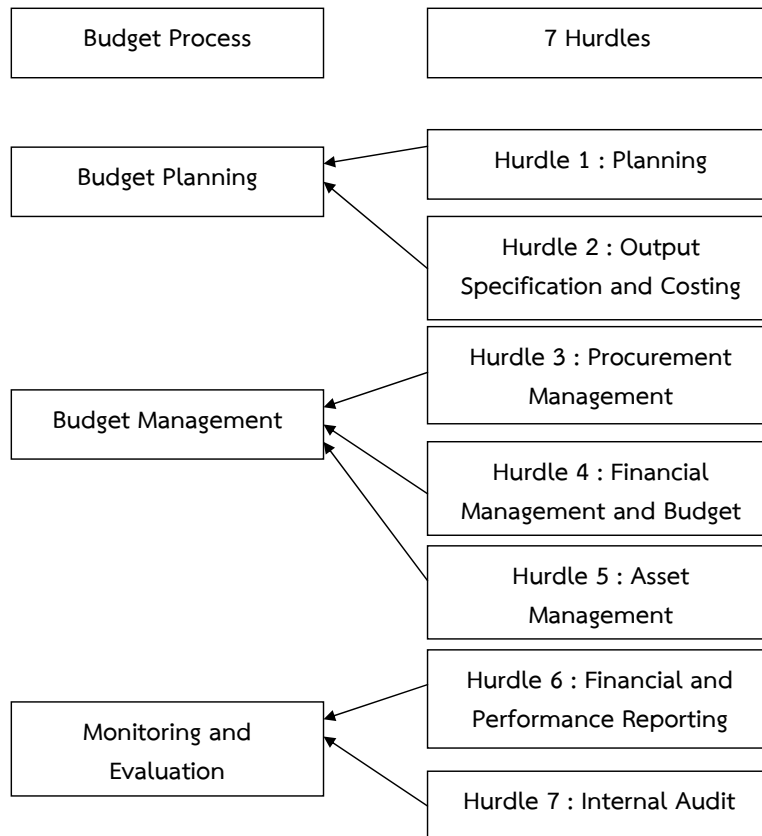 Budget Process
7 Hurdles
Budget Planning
Hurdle 1 : Planning
Hurdle 2 : Output
Specification and Costing
Budget Management
Hurdle 3 : Procurement
Management
Hurdle 4 : Financial
Management and Budget
Hurdle 5 : Asset
Management
Monitoring and
Evaluation
Hurdle 6 : Financial and
Performance Reporting
Hurdle 7 : Internal Audit